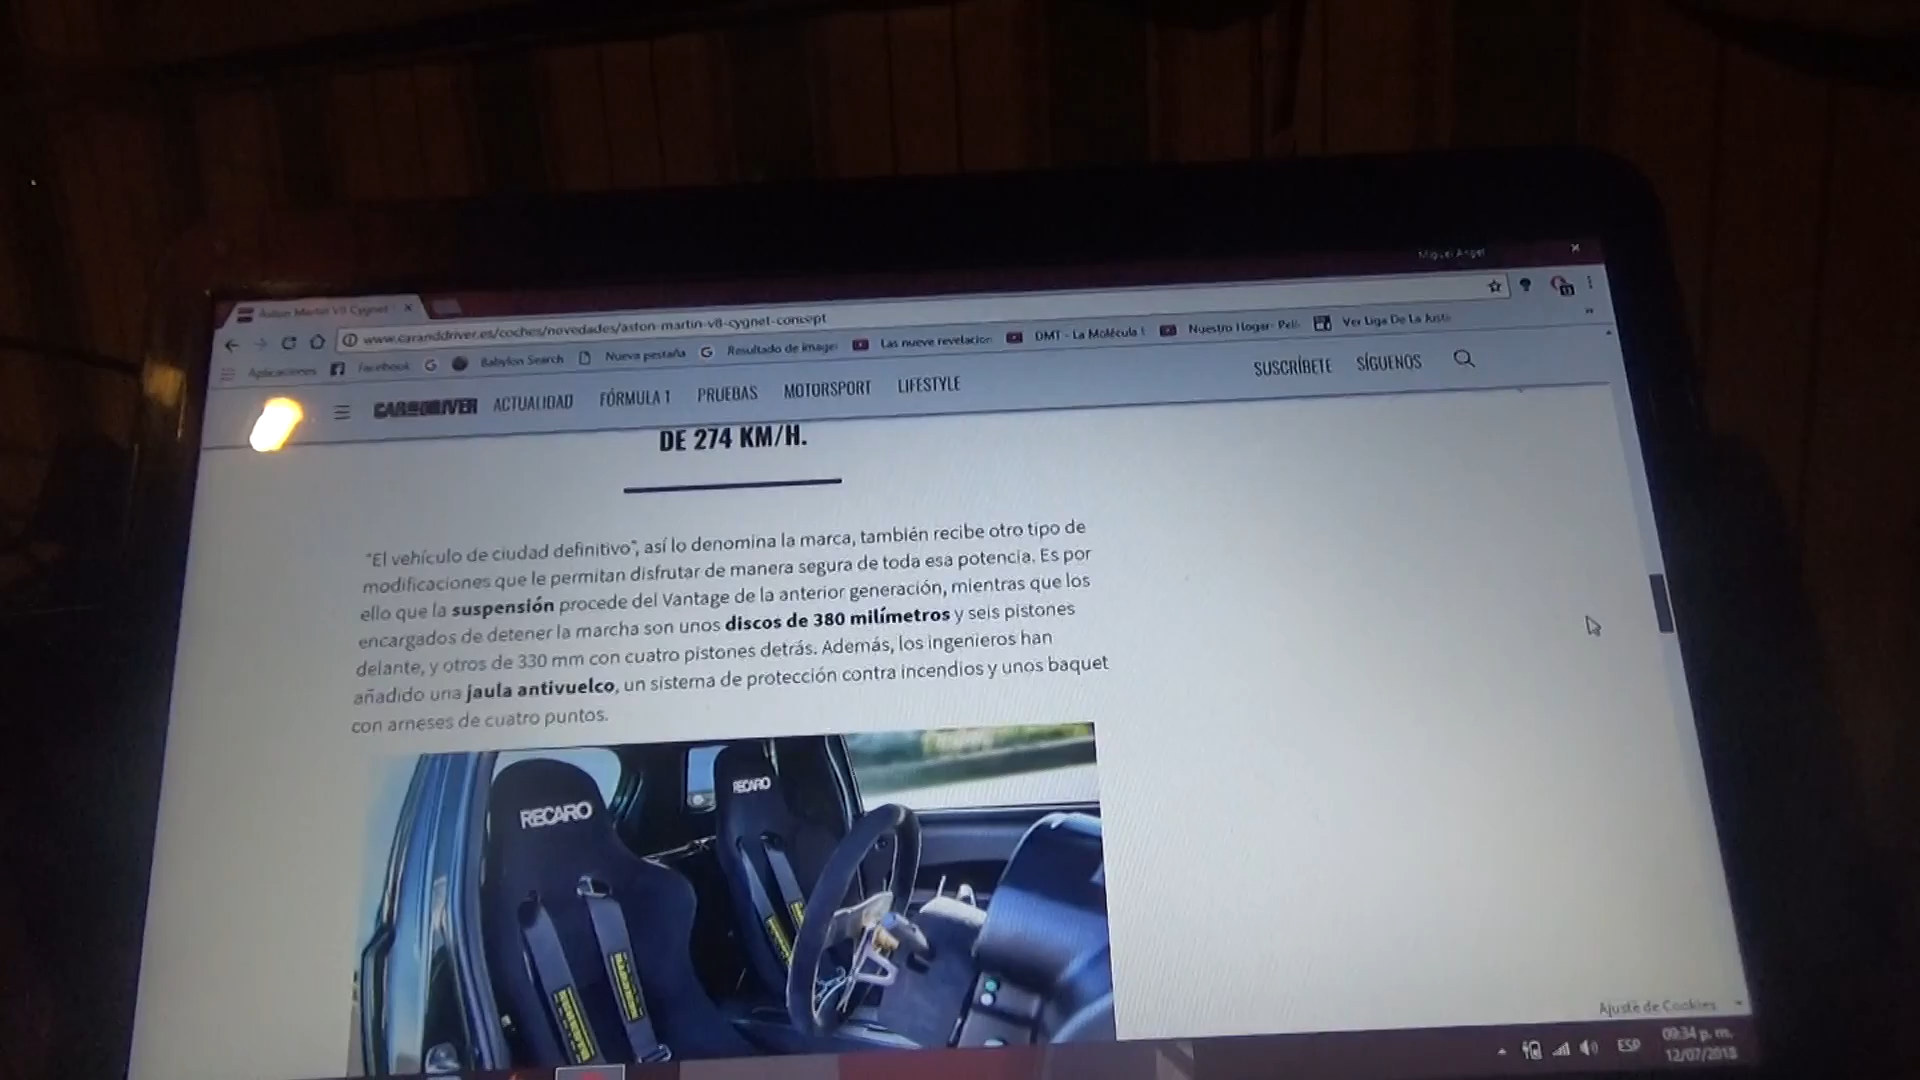 Miguel Angel
Aston Martin V8 Cygnet
www.caranddriver.es/coches/novedades/aston-martin-v8-cygnet-concept
Aplicaciones Facebook Babylon Search Nueva pestaña Resultado de image Las nueve revelacion DMT - La Molécula Nuestro Hogar- Peli Ver Liga De La Justi
CAR AND DRIVER ACTUALIDAD FÓRMULA 1 PRUEBAS MOTORSPORT LIFESTYLE SUSCRÍBETE SÍGUENOS
DE 274 KM/H.
"El vehículo de ciudad definitivo", así lo denomina la marca, también recibe otro tipo de
modificaciones que le permitan disfrutar de manera segura de toda esa potencia. Es por
ello que la suspensión procede del Vantage de la anterior generación, mientras que los
encargados de detener la marcha son unos discos de 380 milímetros y seis pistones
delante, y otros de 330 mm con cuatro pistones detrás. Además, los ingenieros han
añadido una jaula antivuelco, un sistema de protección contra incendios y unos baquet
con arneses de cuatro puntos.
RECARO
RECARO
Ajuste de Cookies
ESP
09:34 p. m.
12/07/2018